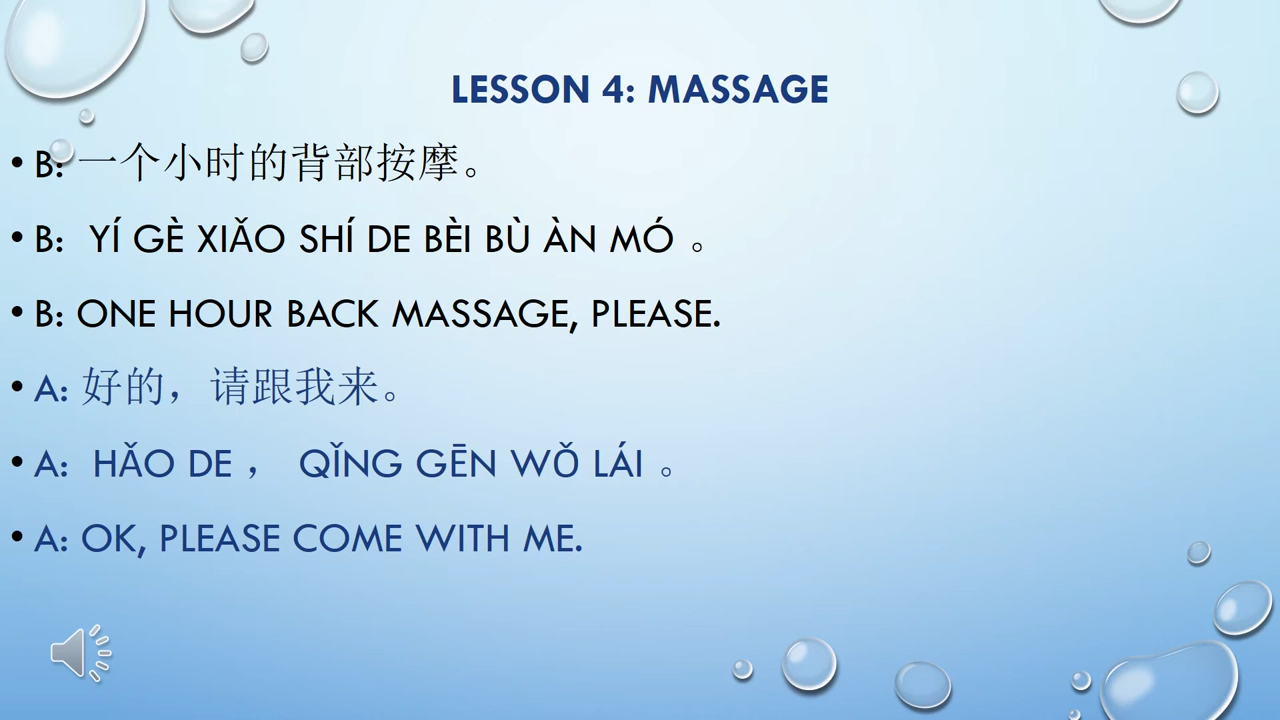 LESSON 4: MASSAGE
• B: 一个小时的背部按摩。
• B: YÍ GÈ XIǍO SHÍ DE BÈI BÙ ÀN MÓ 。
• B: ONE HOUR BACK MASSAGE, PLEASE.
• A: 好的，请跟我来。
• A: HǍO DE ， QǏNG GĒN WǑ LÁI 。
• A: OK, PLEASE COME WITH ME.